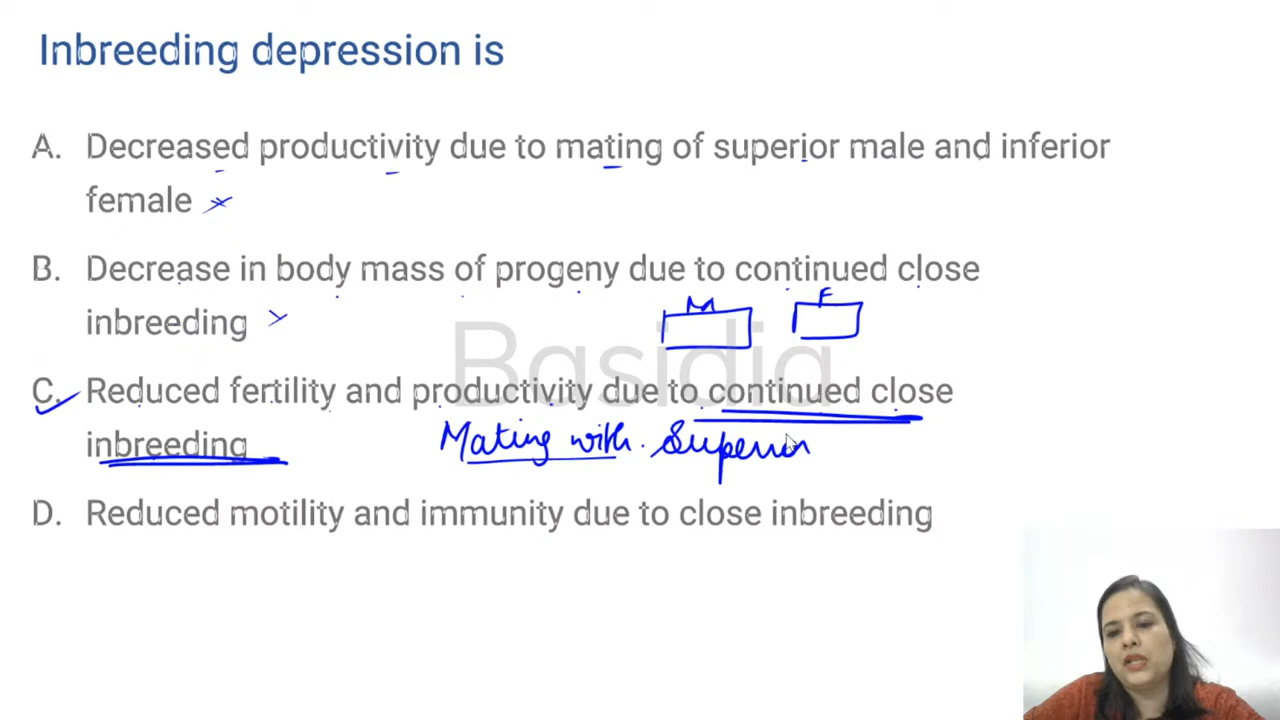 Inbreeding depression is
A. Decreased productivity due to mating of superior male and inferior
female
B. Decrease in body mass of progeny due to continued close
inbreeding
M F
Basidia
C. Reduced fertility and productivity due to continued close
inbreeding
Mating with. Superior
D. Reduced motility and immunity due to close inbreeding